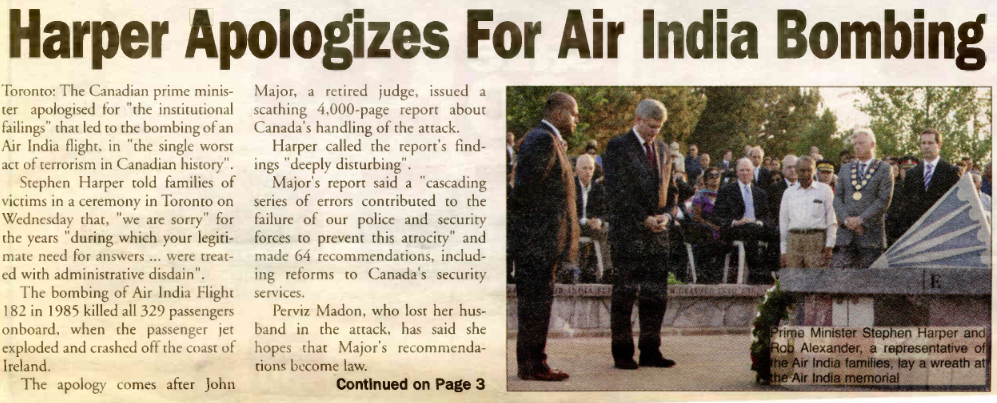 Harper Apologizes For Air India Bombing
Toronto: The Canadian prime minis-
ter apologised for "the institutional
failings" that led to the bombing of an
Air India flight, in "the single worst
act of terrorism in Canadian history".
Stephen Harper told families of
victims in a ceremony in Toronto on
Wednesday that, "we are sorry" for
the years "during which your legiti-
mate need for answers ... were treat-
ed with administrative disdain".
The bombing of Air India Flight
182 in 1985 killed all 329 passengers
onboard, when the passenger jet
exploded and crashed off the coast of
Ireland.
The apology comes after John
Major, a retired judge, issued a
scathing 4,000-page report about
Canada's handling of the attack.
Harper called the report's find-
ings "deeply disturbing".
Major's report said a "cascading
series of errors contributed to the
failure of our police and security
forces to prevent this atrocity" and
made 64 recommendations, includ-
ing reforms to Canada's security
services.
Perviz Madon, who lost her hus-
band in the attack, has said she
hopes that Major's recommenda-
tions become law.
Continued on Page 3
E
Prime Minister Stephen Harper and
Rob Alexander, a representative of
the Air India families, lay a wreath at
the Air India memorial